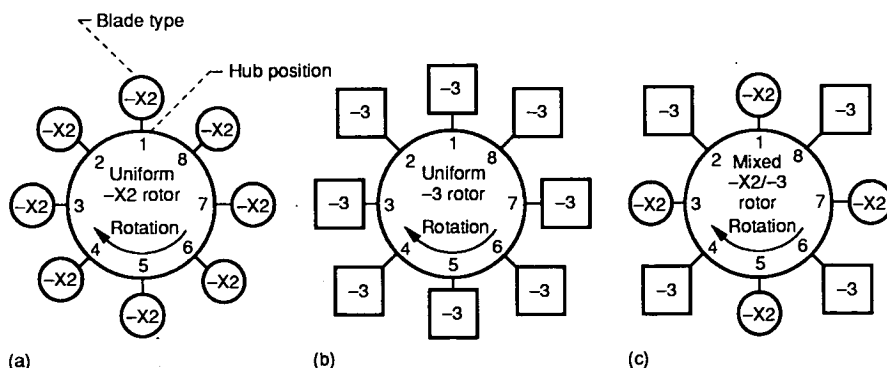 Blade type
Hub position
–X2
–X2
–X2
–X2
–X2
–X2
–X2
–X2
1
2
3
4
5
6
7
8
Uniform
–X2 rotor
Rotation
(a)
–3
–3
–3
–3
–3
–3
–3
–3
1
2
3
4
5
6
7
8
Uniform
–3 rotor
Rotation
(b)
–X2
–3
–3
–X2
–X2
–3
–3
–X2
1
2
3
4
5
6
7
8
Mixed
–X2/–3
rotor
Rotation
(c)